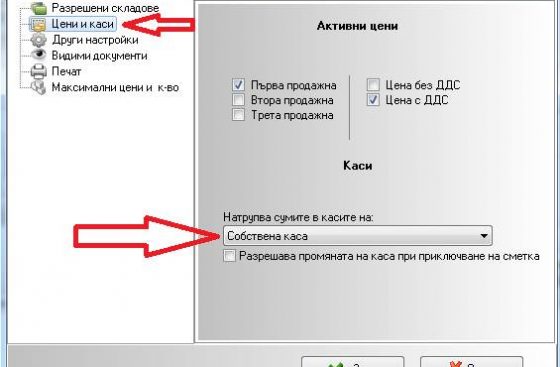 Разрешени складове
Цени и каси
Други настройки
Видими документи
Печат
Максимални цени и к-во
Активни цени
Първа продажна
Втора продажна
Трета продажна
Цена без ДДС
Цена с ДДС
Каси
Натрупва сумите в касите на:
Собствена каса
Разрешава промяната на каса при приключване на сметка